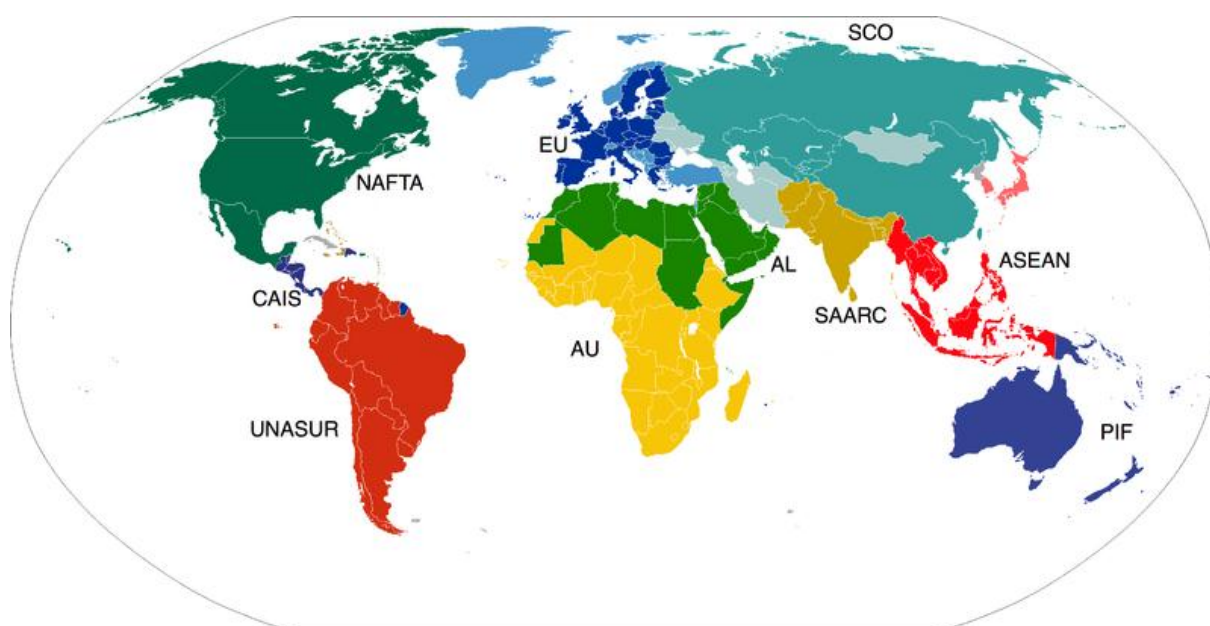 SCO
EU
NAFTA
AL
ASEAN
CAIS
SAARC
AU
UNASUR
PIF